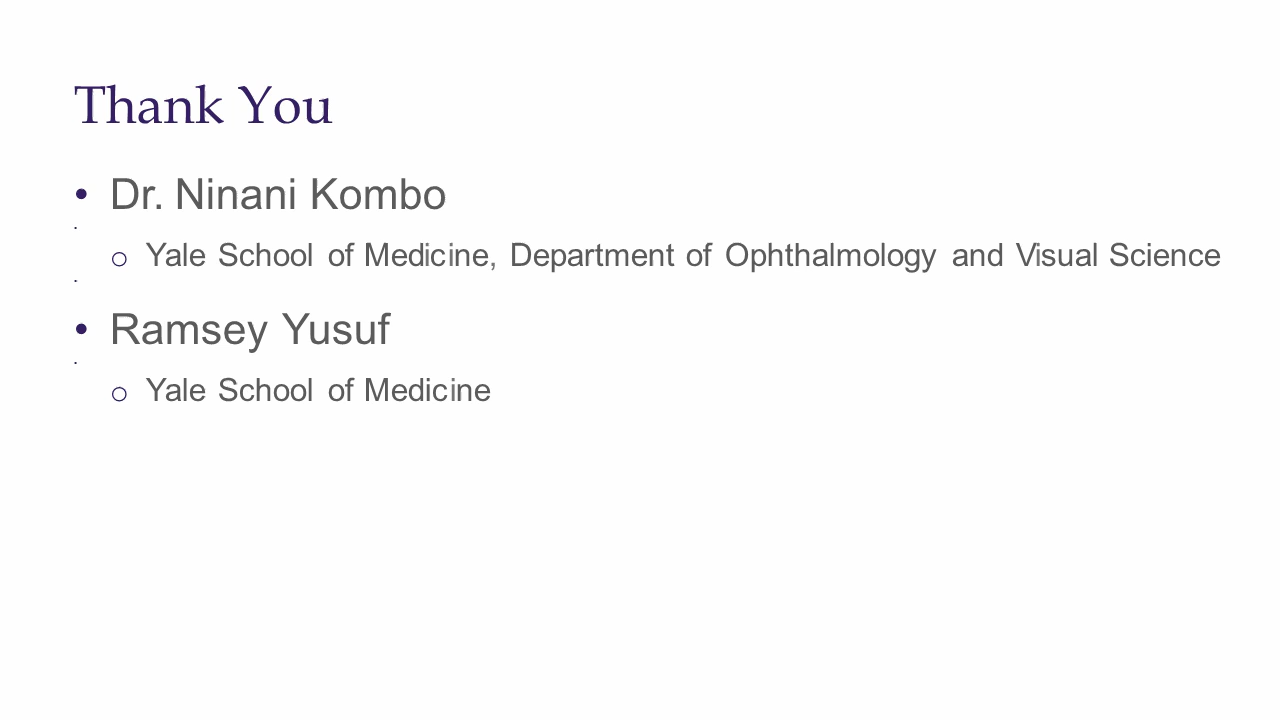 Thank You
• Dr. Ninani Kombo
o Yale School of Medicine, Department of Ophthalmology and Visual Science
• Ramsey Yusuf
o Yale School of Medicine